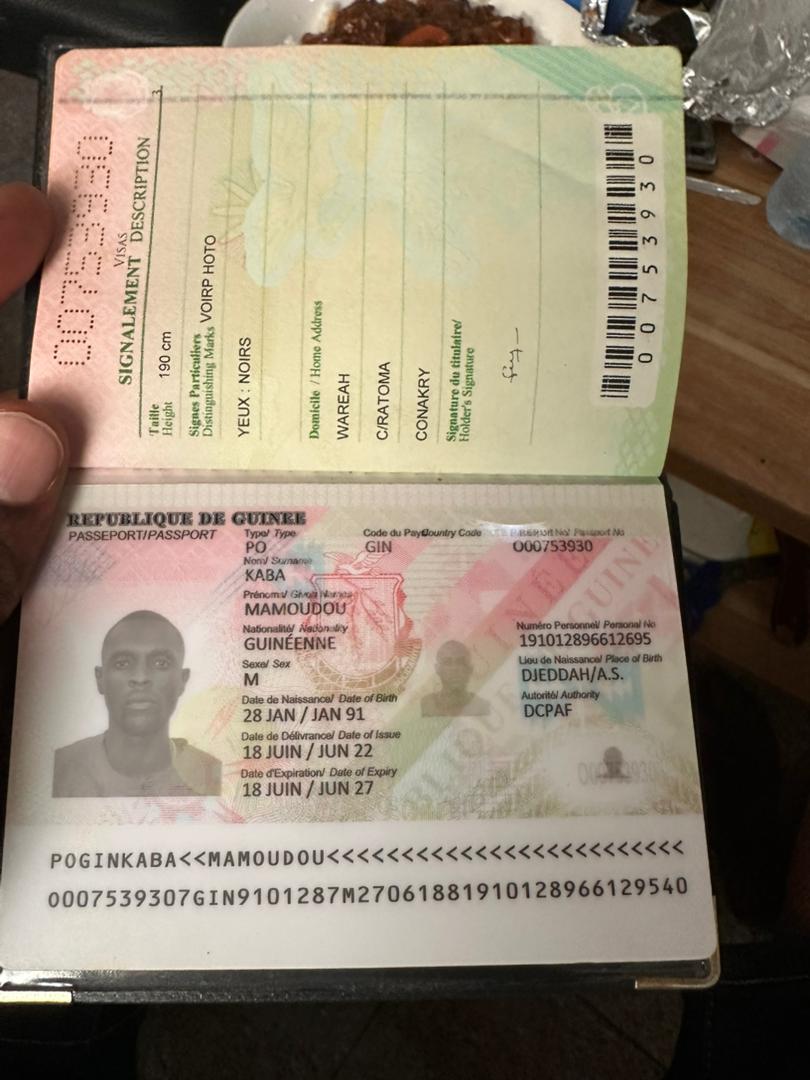 00753930
VISAS
3
SIGNALEMENT DESCRIPTION
Taille
Height 190 cm
Signes Particuliers
Distinguishing Marks VOIRP HOTO
YEUX : NOIRS
Domicile / Home Address
WAREAH
C/RATOMA
CONAKRY
Signature du titulaire/
Holder's Signature
00753930
REPUBLIQUE DE GUINEE
PASSEPORT/PASSPORT
Type/ Type
Code du Pays/Country Code
Passport No
PO
GIN
O00753930
Nom/ Surname
KABA
Prénoms/ Given Names
MAMOUDOU
Nationalité/ Nationality
GUINÉENNE
Numéro Personnel/ Personal No
191012896612695
Sexe/ Sex
M
Lieu de Naissance/ Place of Birth
DJEDDAH/A.S.
Date de Naissance/ Date of Birth
28 JAN / JAN 91
Autorité/ Authority
DCPAF
Date de Délivrance/ Date of Issue
18 JUIN / JUN 22
Date d'Expiration/ Date of Expiry
18 JUIN / JUN 27
POGINKABA<<MAMOUDOU<<<<<<<<<<<<<<<<<<<<<<<<<
O007539307GIN9101287M2706188191012896612954O